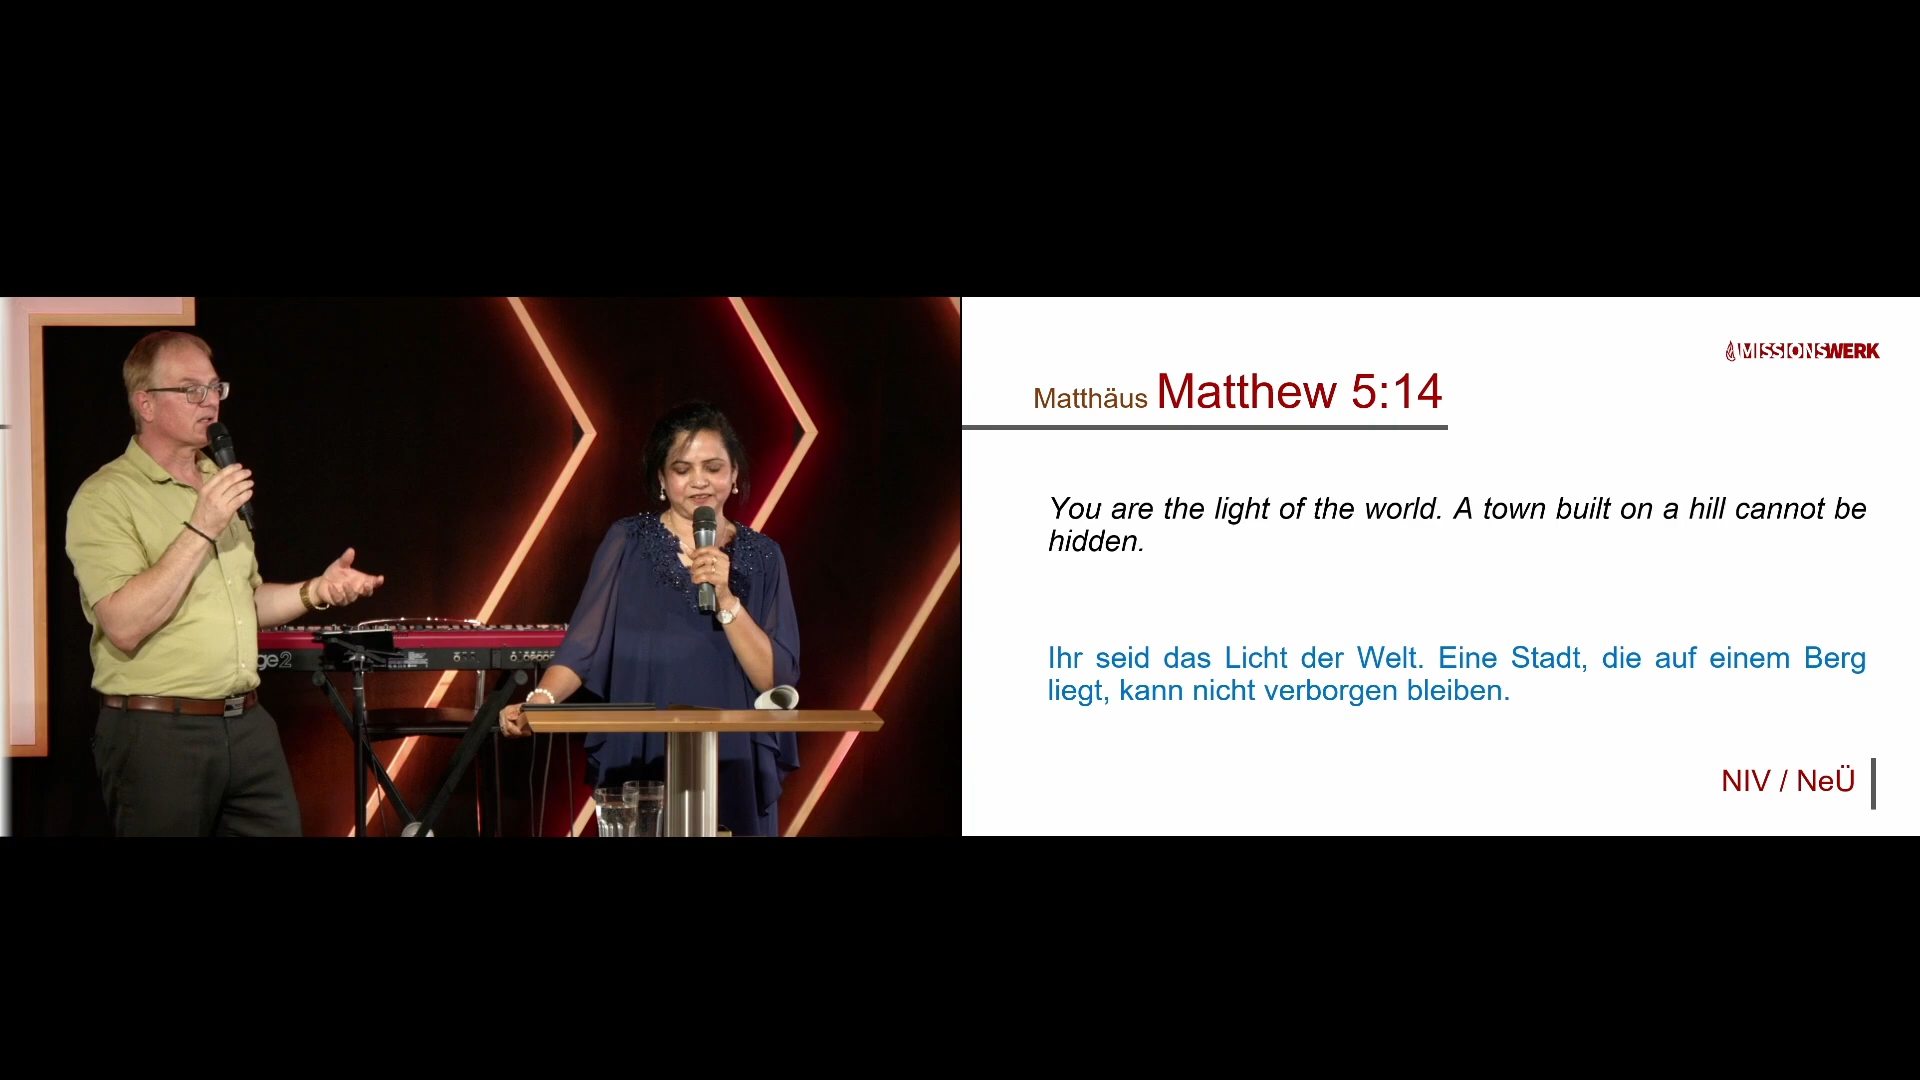 ge2
MISSIONSWERK
Matthäus Matthew 5:14
You are the light of the world. A town built on a hill cannot be
hidden.
Ihr seid das Licht der Welt. Eine Stadt, die auf einem Berg
liegt, kann nicht verborgen bleiben.
NIV / NeÜ